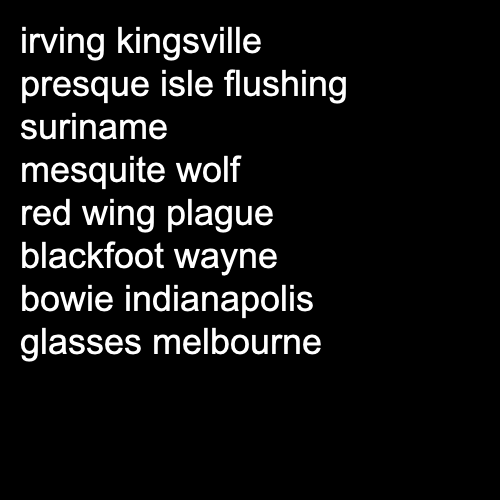 irving kingsville
presque isle flushing
suriname
mesquite wolf
red wing plague
blackfoot wayne
bowie indianapolis
glasses melbourne